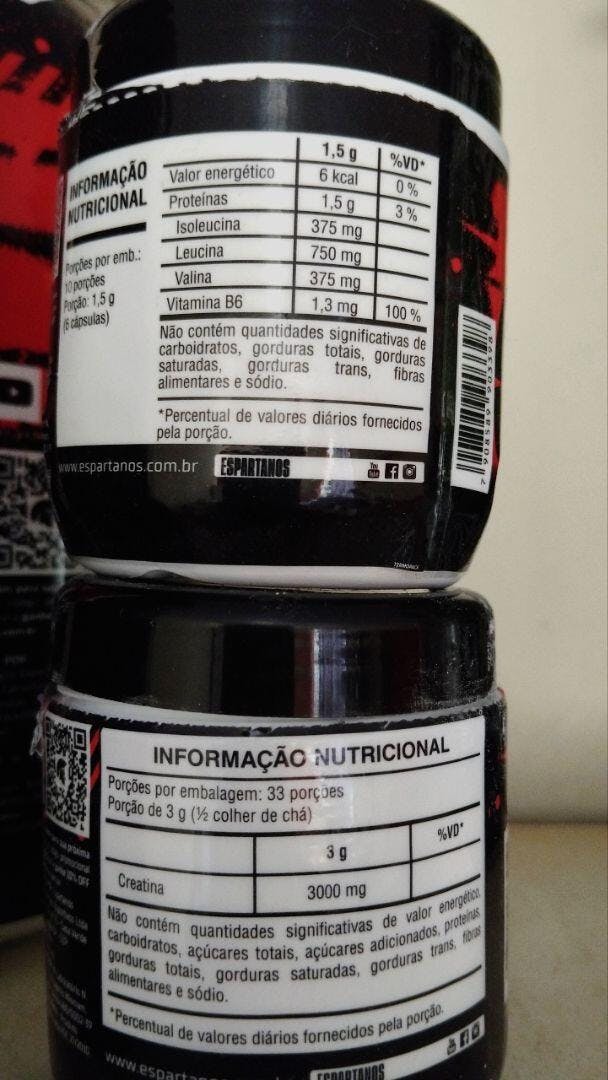 INFORMAÇÃO
NUTRICIONAL
Porções por emb.:
10 porções
Porção: 1,5 g
(6 cápsulas)
1,5 g %VD*
Valor energético 6 kcal 0 %
Proteínas 1,5 g 3 %
Isoleucina 375 mg
Leucina 750 mg
Valina 375 mg
Vitamina B6 1,3 mg 100 %
Não contém quantidades significativas de
carboidratos, gorduras totais, gorduras
saturadas, gorduras trans, fibras
alimentares e sódio.
*Percentual de valores diários fornecidos
pela porção.
www.espartanos.com.br ESPARTANOS
7 908589 903398
INFORMAÇÃO NUTRICIONAL
Porções por embalagem: 33 porções
Porção de 3 g (½ colher de chá)
3 g %VD*
Creatina 3000 mg
Não contém quantidades significativas de valor energético,
carboidratos, açúcares totais, açúcares adicionados, proteínas,
gorduras totais, gorduras saturadas, gorduras trans, fibras
alimentares e sódio.
*Percentual de valores diários fornecidos pela porção.
www.espartanos ESPARTANOS